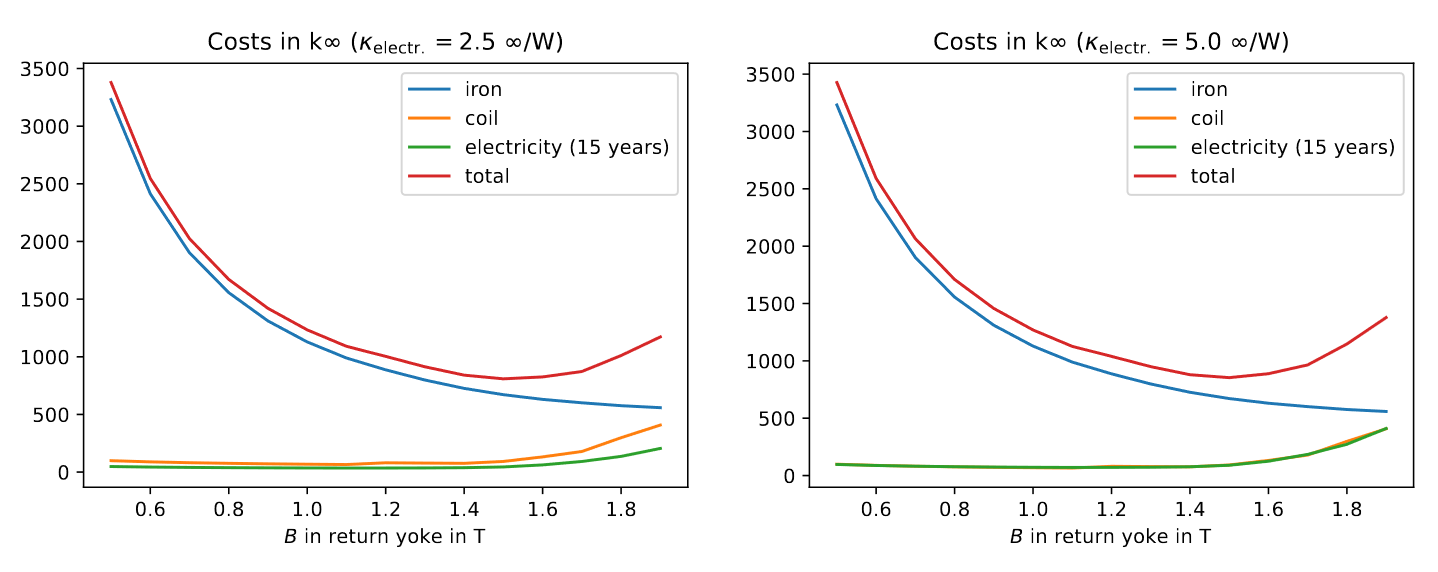 Costs in k∞ (κelectr. = 2.5 ∞/W)
3500
3000
2500
2000
1500
1000
500
0
iron
coil
electricity (15 years)
total
0.6 0.8 1.0 1.2 1.4 1.6 1.8
B in return yoke in T
Costs in k∞ (κelectr. = 5.0 ∞/W)
3500
3000
2500
2000
1500
1000
500
0
iron
coil
electricity (15 years)
total
0.6 0.8 1.0 1.2 1.4 1.6 1.8
B in return yoke in T